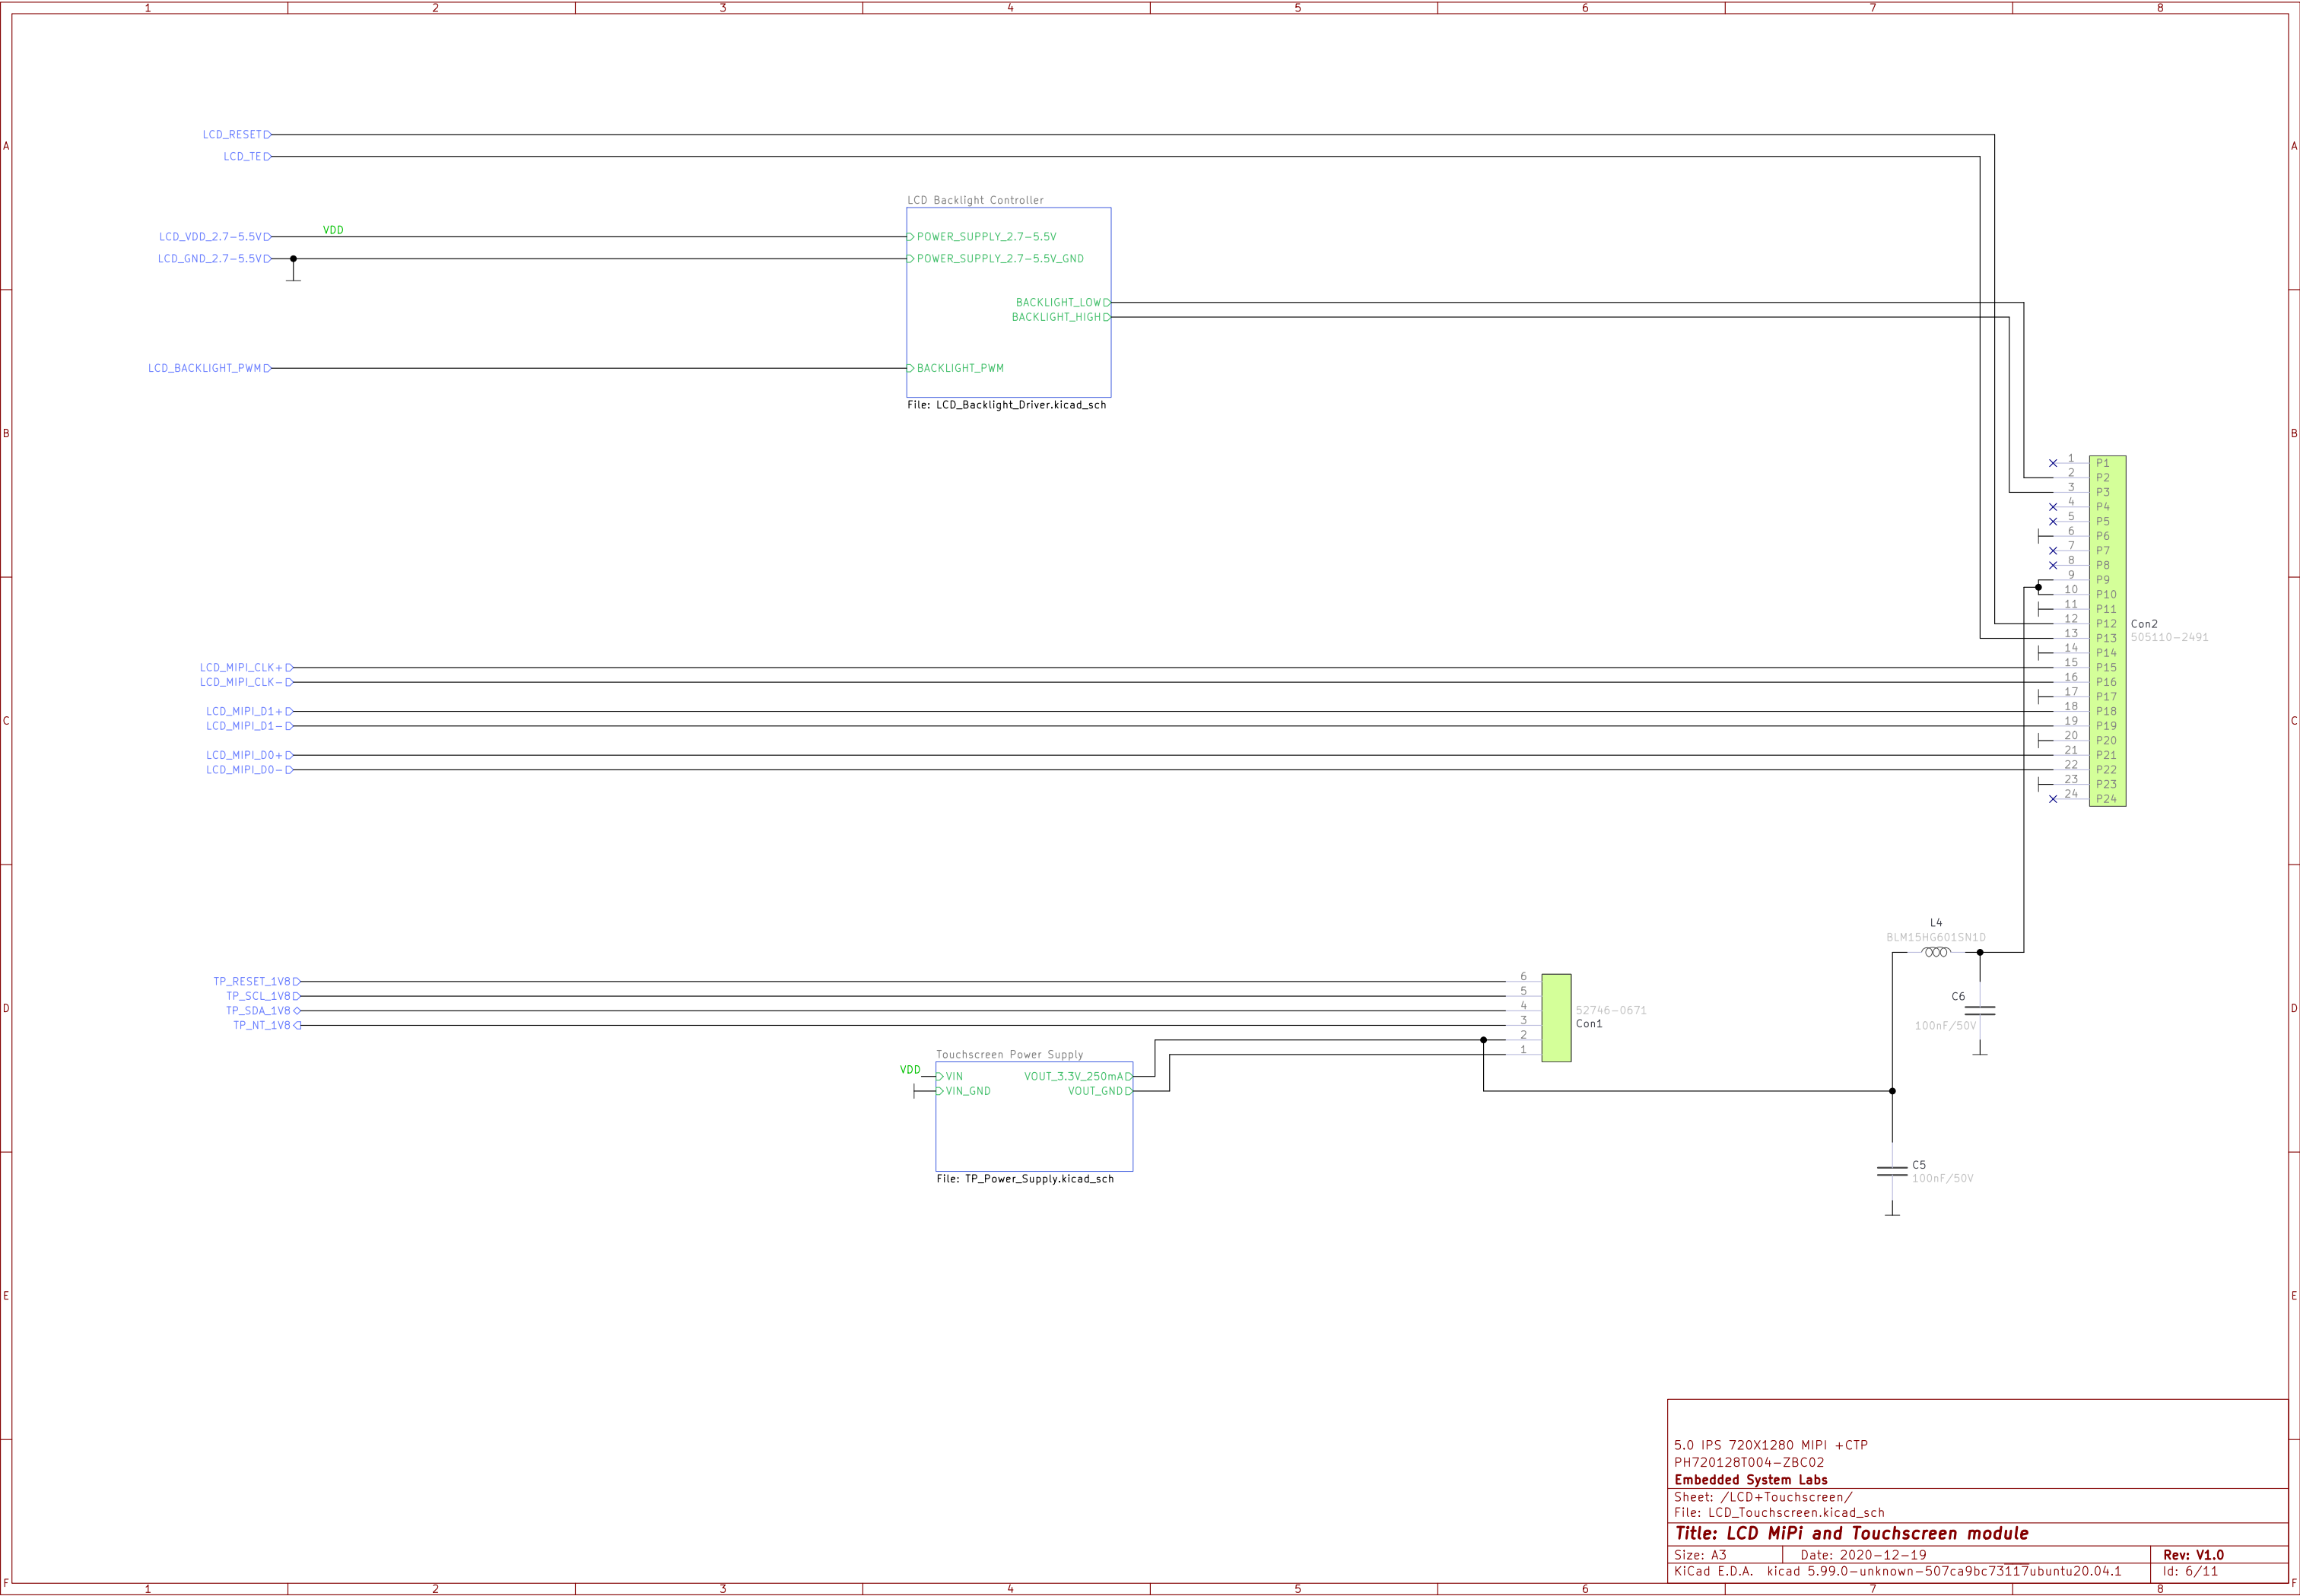 1 2 3 4 5 6 7 8
A A
LCD_RESET
LCD_TE
LCD Backlight Controller
LCD_VDD_2.7-5.5V VDD POWER_SUPPLY_2.7-5.5V
LCD_GND_2.7-5.5V POWER_SUPPLY_2.7-5.5V_GND
BACKLIGHT_LOW
BACKLIGHT_HIGH
LCD_BACKLIGHT_PWM BACKLIGHT_PWM
File: LCD_Backlight_Driver.kicad_sch
B B
1 P1
2 P2
3 P3
4 P4
5 P5
6 P6
7 P7
8 P8
9 P9
10 P10
11 P11
12 P12
Con2
13 P13
505110-2491
14 P14
LCD_MIPI_CLK+ 15 P15
LCD_MIPI_CLK- 16 P16
17 P17
LCD_MIPI_D1+ 18 P18
C C
LCD_MIPI_D1- 19 P19
20 P20
LCD_MIPI_D0+ 21 P21
LCD_MIPI_D0- 22 P22
23 P23
24 P24
L4
BLM15HG601SN1D
TP_RESET_1V8 6
TP_SCL_1V8 5
C6
D D
TP_SDA_1V8 4 52746-0671
TP_NT_1V8 3 Con1
100nF/50V
2
1
Touchscreen Power Supply
VDD VIN VOUT_3.3V_250mA
VIN_GND VOUT_GND
C5
100nF/50V
File: TP_Power_Supply.kicad_sch
E E
5.0 IPS 720X1280 MIPI +CTP
PH720128T004-ZBC02
Embedded System Labs
Sheet: /LCD+Touchscreen/
File: LCD_Touchscreen.kicad_sch
Title: LCD MiPi and Touchscreen module
Size: A3 Date: 2020-12-19 Rev: V1.0
KiCad E.D.A. kicad 5.99.0-unknown-507ca9bc73117ubuntu20.04.1 Id: 6/11
F F
1 2 3 4 5 6 7 8